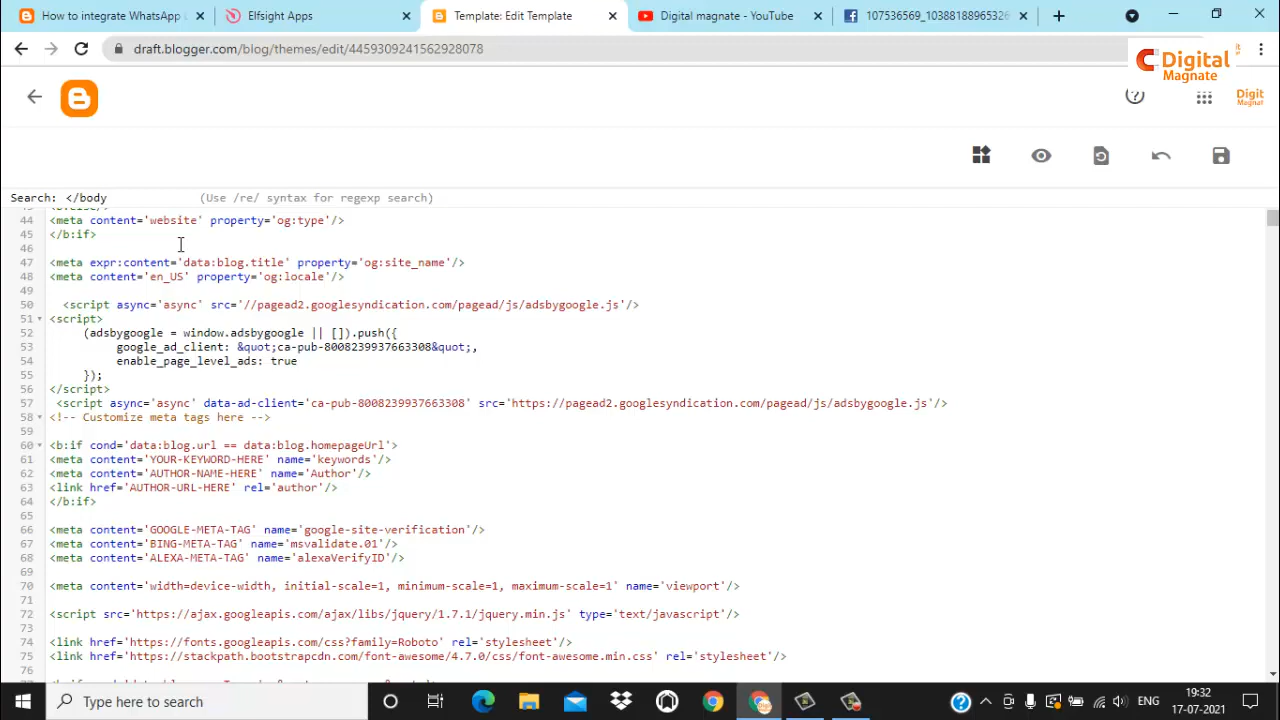 How to integrate WhatsApp
Elfsight Apps
Template: Edit Template
Digital magnate - YouTube
107536569_10388188965326
draft.blogger.com/blog/themes/edit/4459309241562928078
Digital
Magnate
Digit
Magnat
Search: </body
(Use /re/ syntax for regexp search)
44 <meta content='website' property='og:type'/>
45 </b:if>
46
47 <meta expr:content='data:blog.title' property='og:site_name'/>
48 <meta content='en_US' property='og:locale'/>
49
50 <script async='async' src='//pagead2.googlesyndication.com/pagead/js/adsbygoogle.js'/>
51 <script>
52 (adsbygoogle = window.adsbygoogle || []).push({
53 google_ad_client: &quot;ca-pub-8008239937663308&quot;,
54 enable_page_level_ads: true
55 });
56 </script>
57 <script async='async' data-ad-client='ca-pub-8008239937663308' src='https://pagead2.googlesyndication.com/pagead/js/adsbygoogle.js'/>
58 <!-- Customize meta tags here -->
59
60 <b:if cond='data:blog.url == data:blog.homepageUrl'>
61 <meta content='YOUR-KEYWORD-HERE' name='keywords'/>
62 <meta content='AUTHOR-NAME-HERE' name='Author'/>
63 <link href='AUTHOR-URL-HERE' rel='author'/>
64 </b:if>
65
66 <meta content='GOOGLE-META-TAG' name='google-site-verification'/>
67 <meta content='BING-META-TAG' name='msvalidate.01'/>
68 <meta content='ALEXA-META-TAG' name='alexaVerifyID'/>
69
70 <meta content='width=device-width, initial-scale=1, minimum-scale=1, maximum-scale=1' name='viewport'/>
71
72 <script src='https://ajax.googleapis.com/ajax/libs/jquery/1.7.1/jquery.min.js' type='text/javascript'/>
73
74 <link href='https://fonts.googleapis.com/css?family=Roboto' rel='stylesheet'/>
75 <link href='https://stackpath.bootstrapcdn.com/font-awesome/4.7.0/css/font-awesome.min.css' rel='stylesheet'/>
76
Type here to search
ENG
19:32
17-07-2021